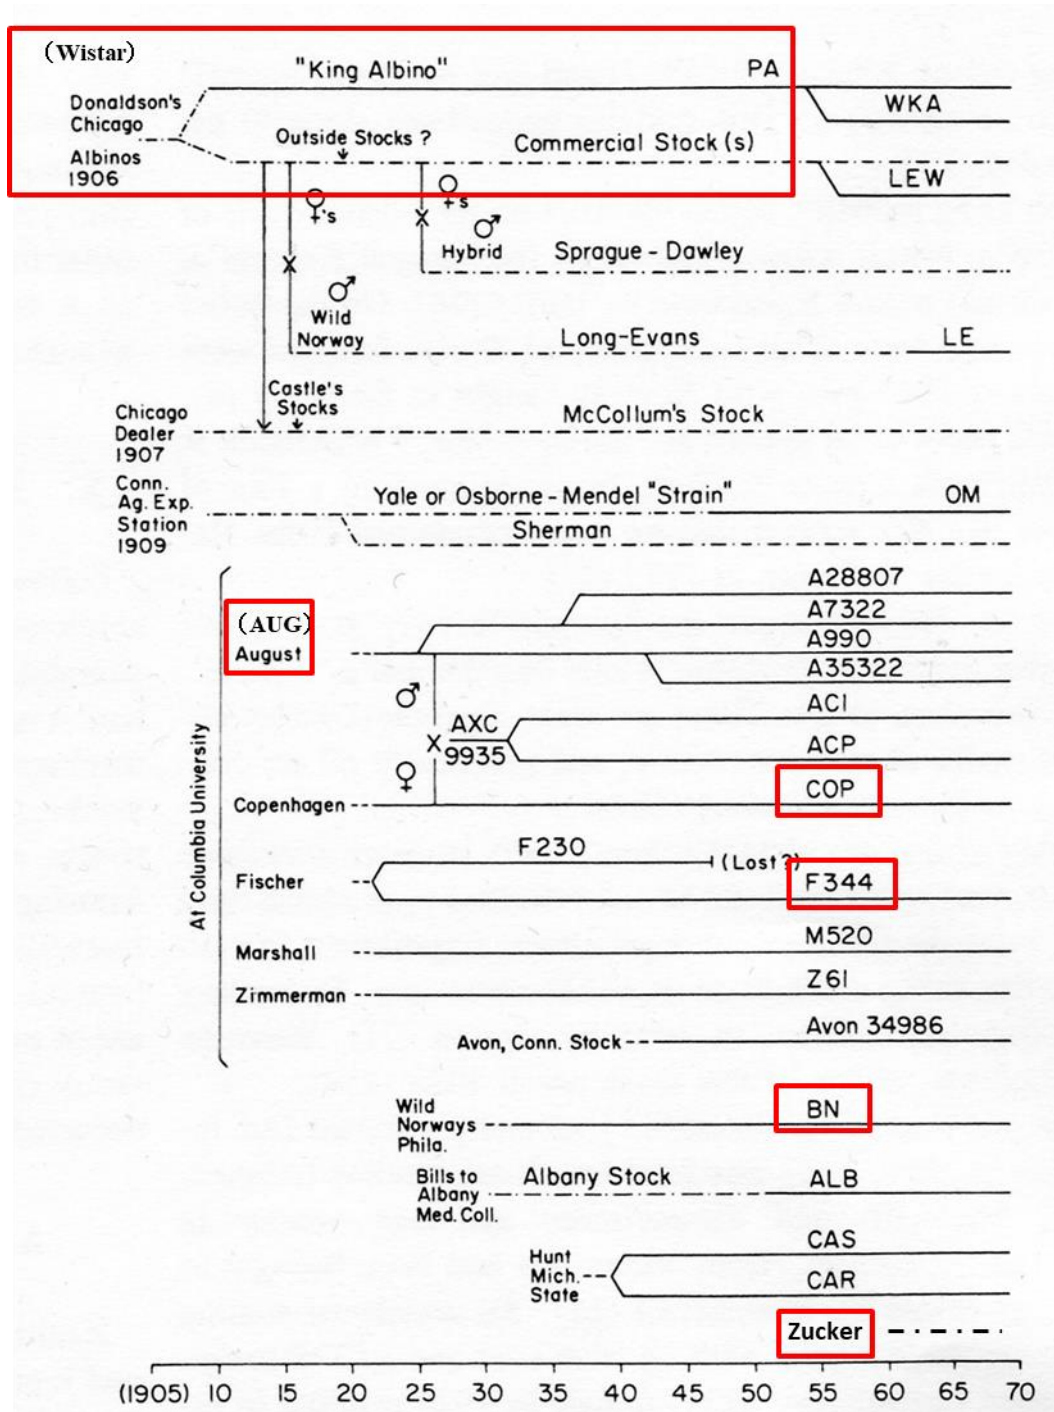 (Wistar)
"King Albino"
PA
WKA
Donaldson's
Chicago
Albinos
1906
Outside Stocks ?
Commercial Stock(s)
LEW
♀'s
♀s
♂
Hybrid
Sprague - Dawley
♂
Wild
Norway
Long-Evans
LE
Castle's
Stocks
Chicago
Dealer
1907
McCollum's Stock
Conn.
Ag. Exp.
Station
1909
Yale or Osborne - Mendel "Strain"
OM
Sherman
At Columbia University
(AUG)
August
A28807
A7322
A990
A35322
♂
X
♀
AXC
9935
ACI
ACP
Copenhagen
COP
Fischer
F230
(Lost?)
F344
Marshall
M520
Zimmerman
Z61
Avon, Conn. Stock
Avon 34986
Wild
Norways
Phila.
BN
Bills to
Albany
Med. Coll.
Albany Stock
ALB
Hunt
Mich.
State
CAS
CAR
Zucker
(1905) 10 15 20 25 30 35 40 45 50 55 60 65 70